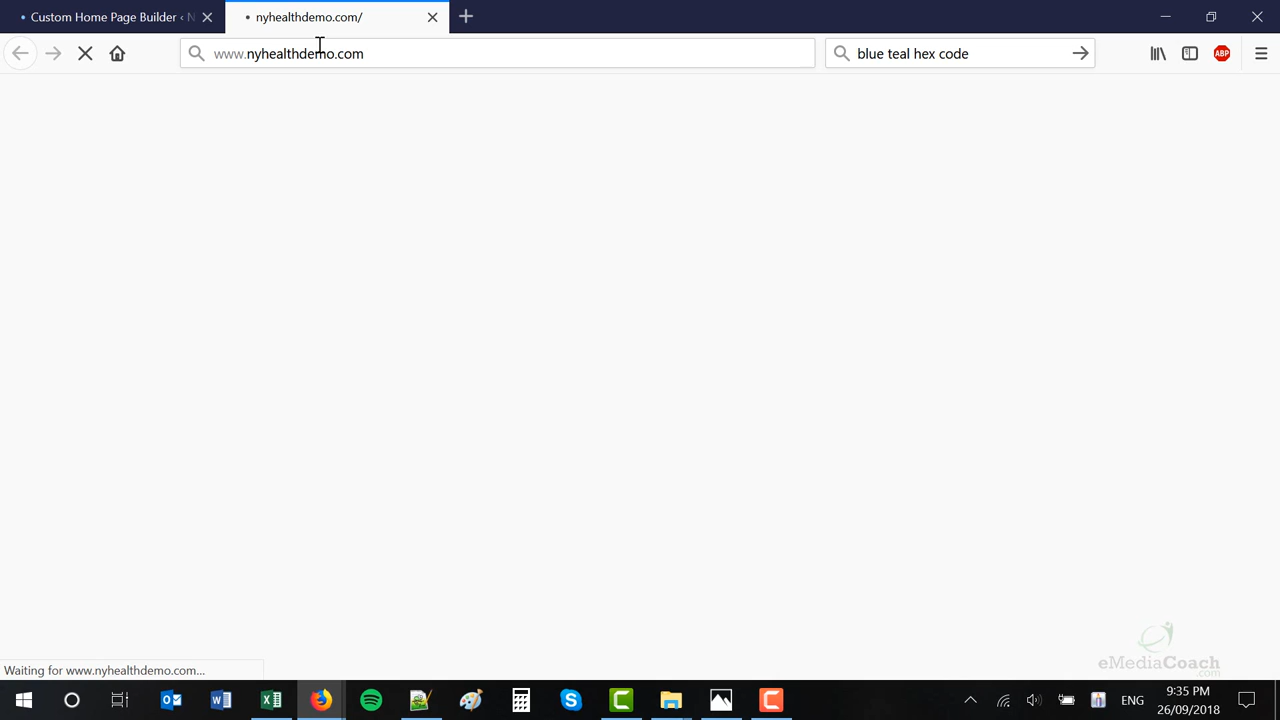 Custom Home Page Builder ‹ N
nyhealthdemo.com/
www.nyhealthdemo.com
blue teal hex code
ABP
eMediaCoach
.com
Waiting for www.nyhealthdemo.com...
ENG
9:35 PM
26/09/2018